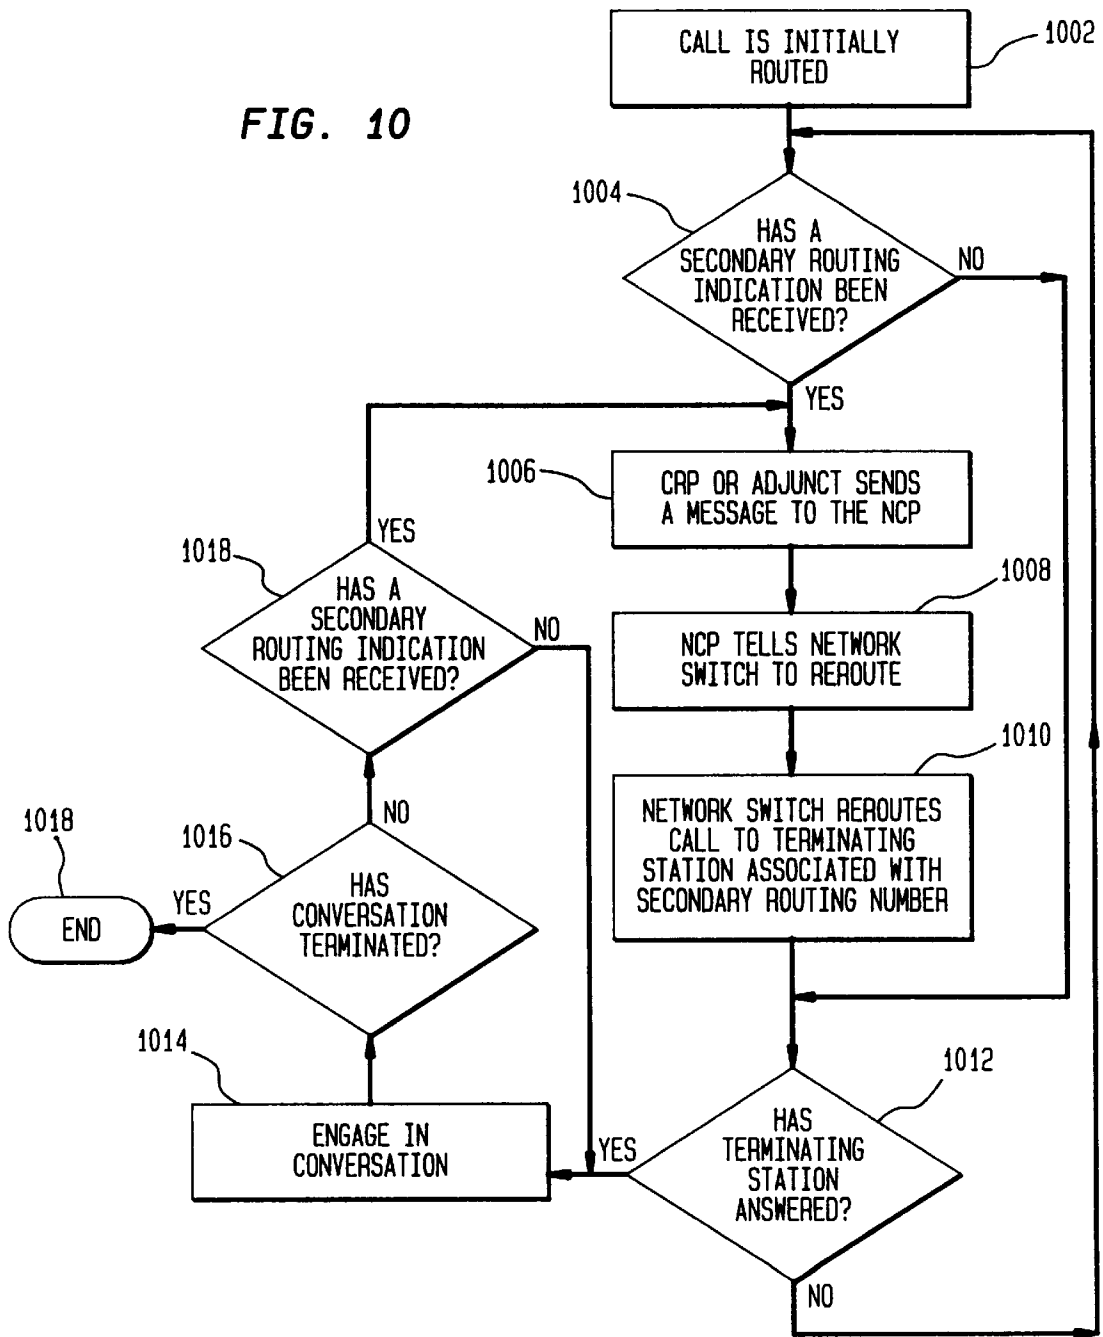 CALL IS INITIALLY
ROUTED
1002
FIG. 10
1004
HAS A
SECONDARY ROUTING
INDICATION BEEN
RECEIVED?
NO
YES
1006
CRP OR ADJUNCT SENDS
A MESSAGE TO THE NCP
YES
1018
HAS A
SECONDARY
ROUTING INDICATION
BEEN RECEIVED?
NO
1008
NCP TELLS NETWORK
SWITCH TO REROUTE
1010
NETWORK SWITCH REROUTES
CALL TO TERMINATING
STATION ASSOCIATED WITH
SECONDARY ROUTING NUMBER
NO
1016
HAS
CONVERSATION
TERMINATED?
YES
1018
END
1014
ENGAGE IN
CONVERSATION
YES
1012
HAS
TERMINATING
STATION
ANSWERED?
NO